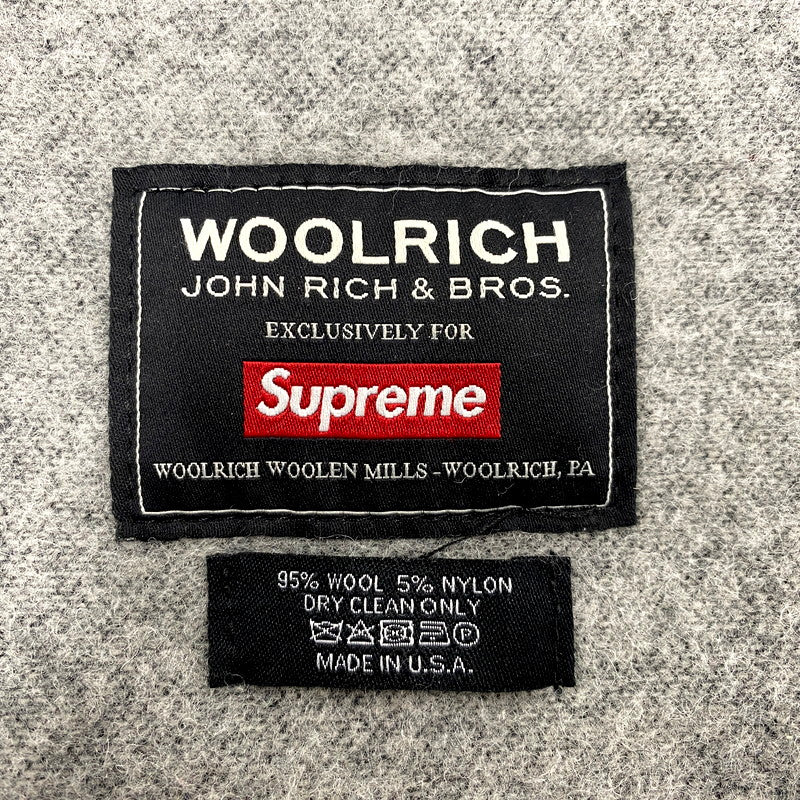 WOOLRICH
JOHN RICH & BROS.
EXCLUSIVELY FOR
Supreme
WOOLRICH WOOLEN MILLS - WOOLRICH, PA
95% WOOL 5% NYLON
DRY CLEAN ONLY
P
MADE IN U.S.A.